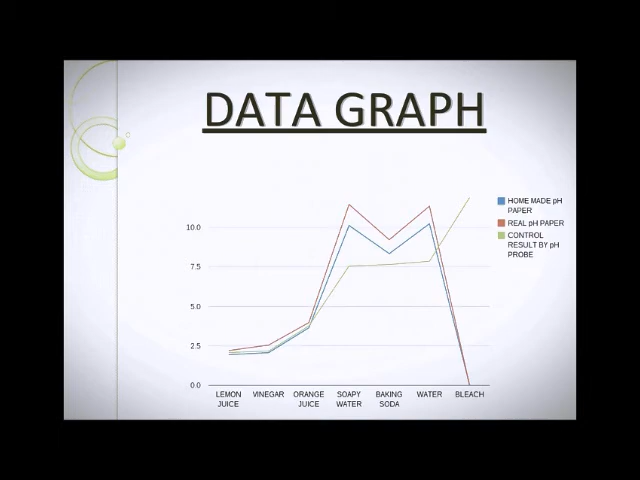 DATA GRAPH
10.0
7.5
5.0
2.5
0.0
LEMON
JUICE
VINEGAR
ORANGE
JUICE
SOAPY
WATER
BAKING
SODA
WATER
BLEACH
HOME MADE pH
PAPER
REAL pH PAPER
CONTROL
RESULT BY pH
PROBE